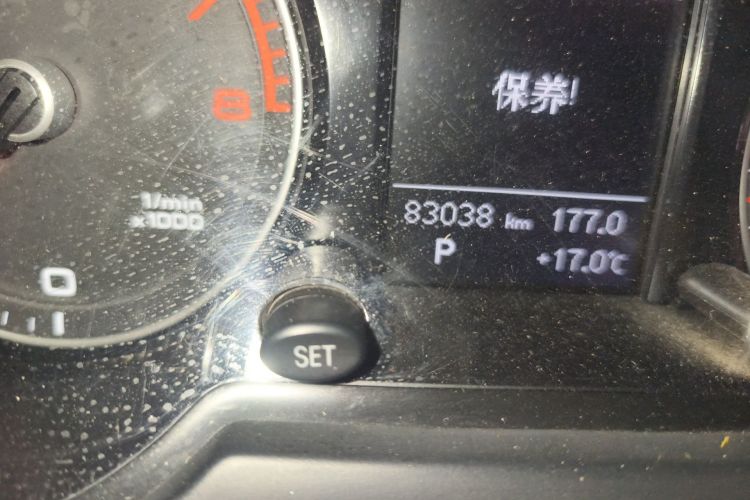 保养!
8
1/min
x1000
83038 km 177.0
P +17.0℃
0
SET